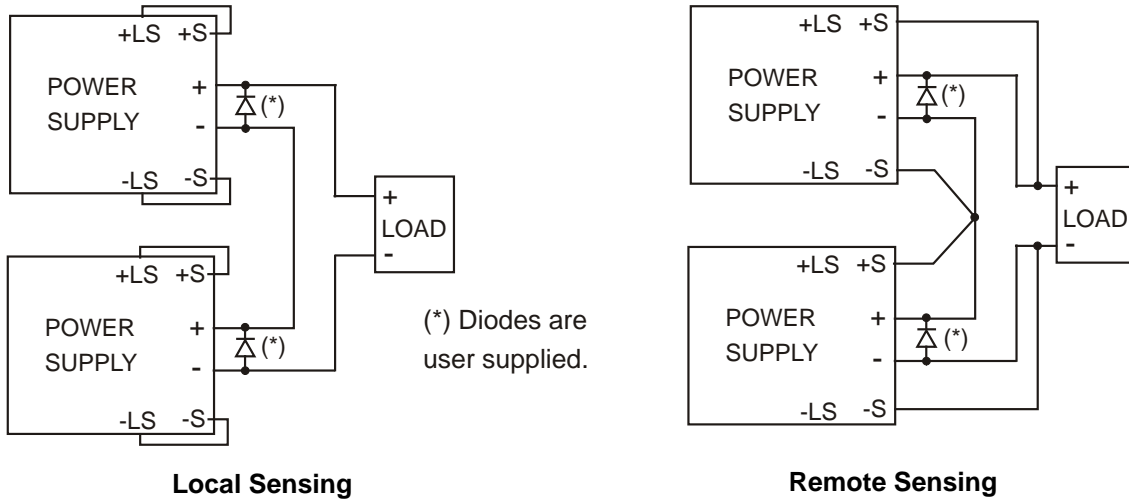 +LS +S
POWER
SUPPLY
+
-
(*)
-LS -S
+LS +S
POWER
SUPPLY
+
-
(*)
-LS -S
+
LOAD
-
(*) Diodes are
user supplied.
Local Sensing
+LS +S
POWER
SUPPLY
+
-
(*)
-LS -S
+LS +S
POWER
SUPPLY
+
-
(*)
-LS -S
+
LOAD
-
Remote Sensing